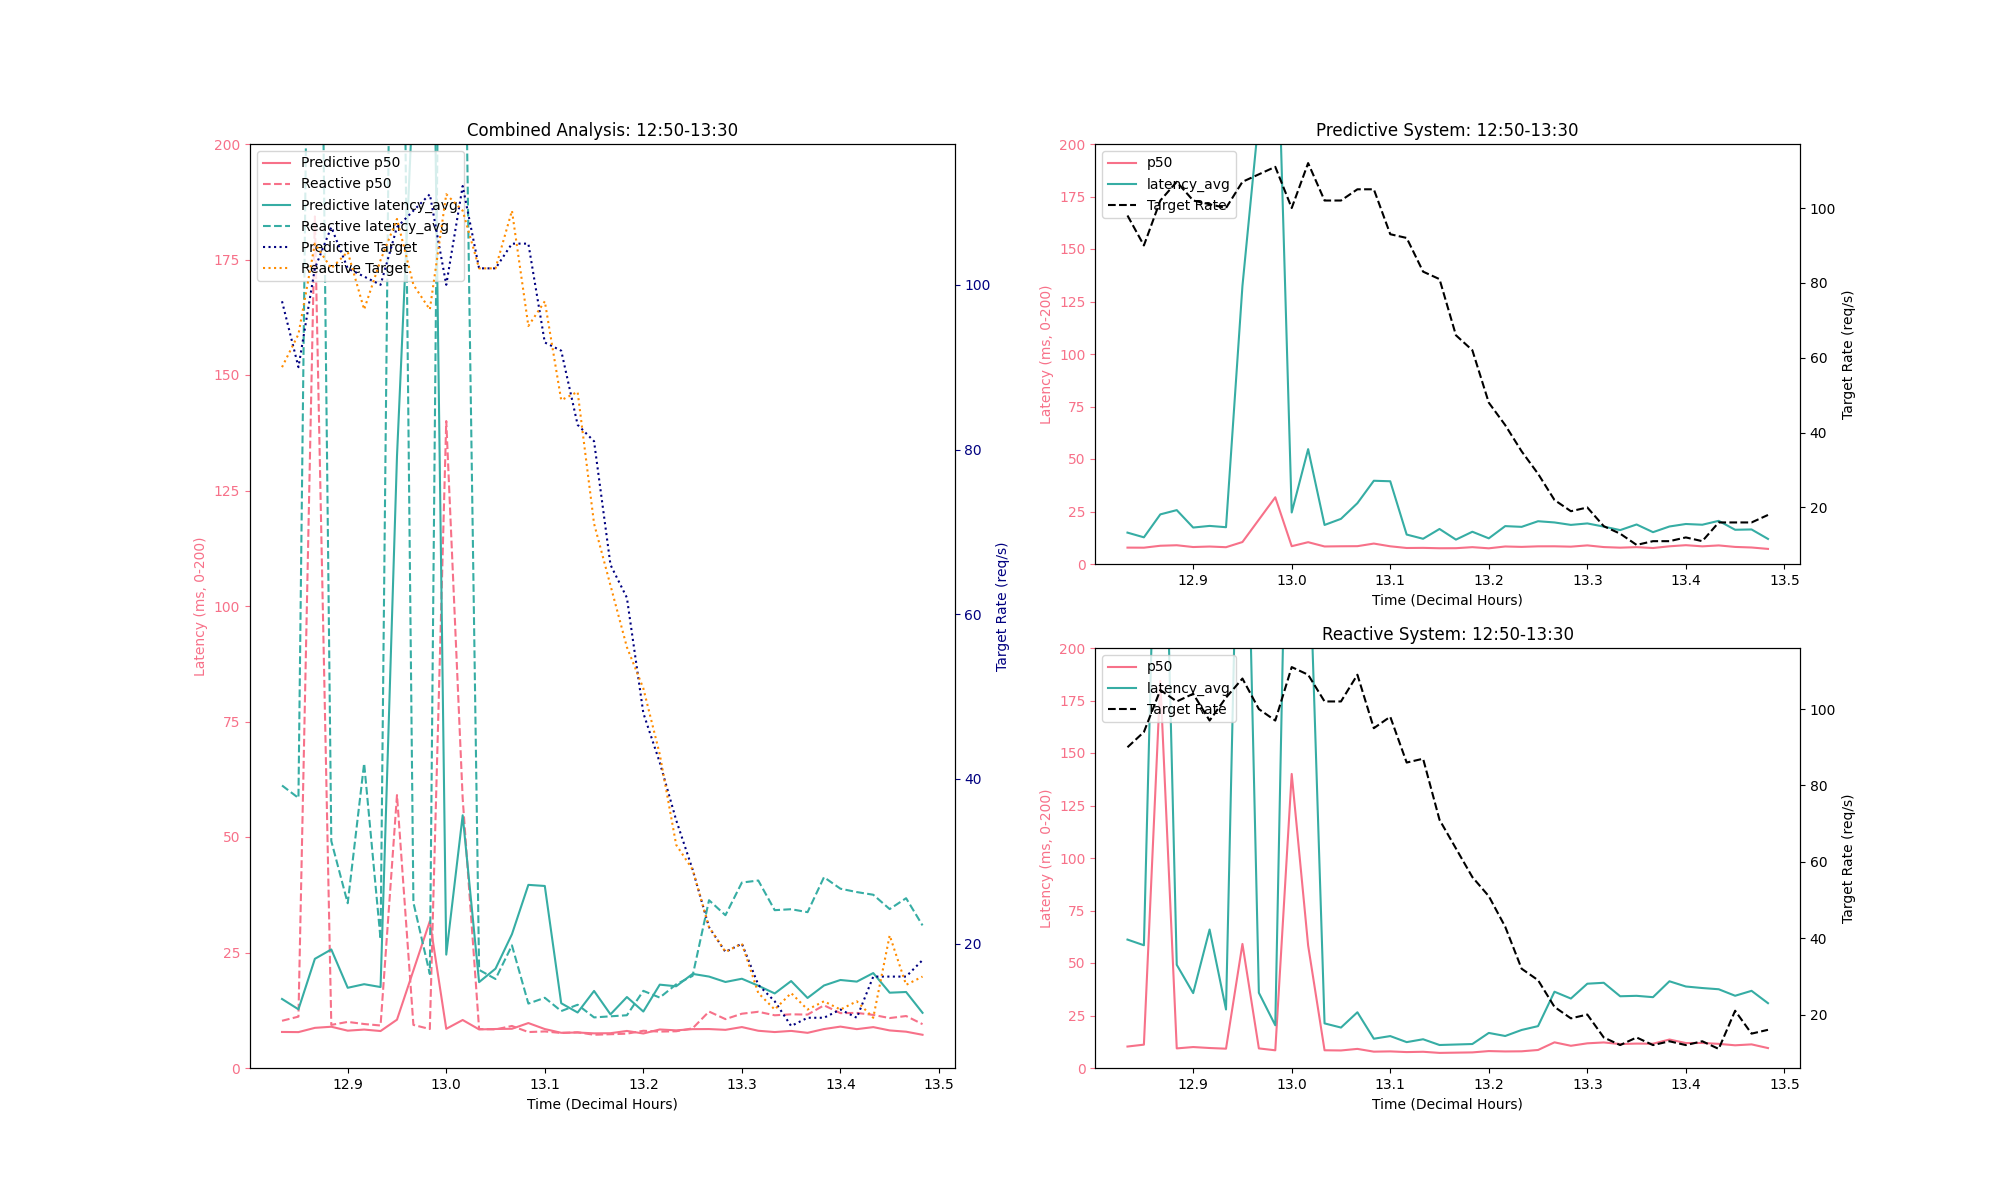 Combined Analysis: 12:50-13:30
200
175
150
125
100
75
50
25
0
Latency (ms, 0-200)
Predictive p50
Reactive p50
Predictive latency_avg
Reactive latency_avg
Predictive Target
Reactive Target
100
80
60
40
20
Target Rate (req/s)
12.9 13.0 13.1 13.2 13.3 13.4 13.5
Time (Decimal Hours)
Predictive System: 12:50-13:30
200
175
150
125
100
75
50
25
0
Latency (ms, 0-200)
p50
latency_avg
Target Rate
100
80
60
40
20
Target Rate (req/s)
12.9 13.0 13.1 13.2 13.3 13.4 13.5
Time (Decimal Hours)
Reactive System: 12:50-13:30
200
175
150
125
100
75
50
25
0
Latency (ms, 0-200)
p50
latency_avg
Target Rate
100
80
60
40
20
Target Rate (req/s)
12.9 13.0 13.1 13.2 13.3 13.4 13.5
Time (Decimal Hours)